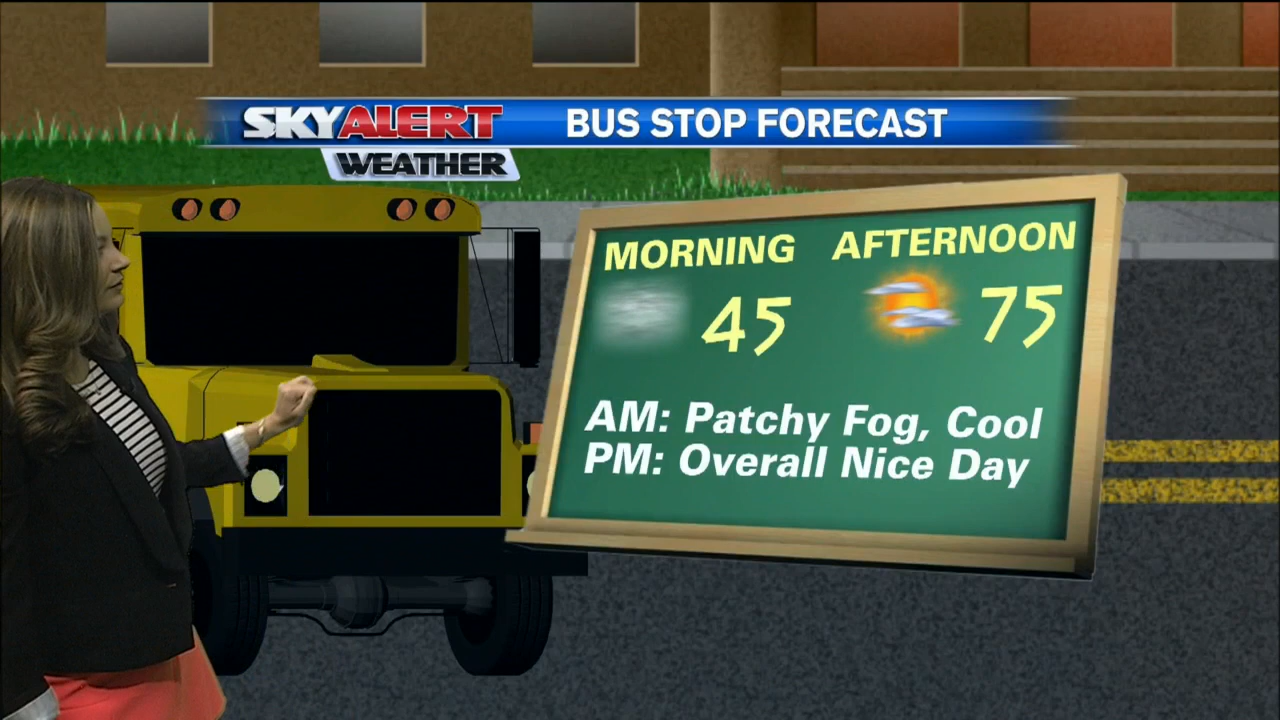 SKYALERT
WEATHER
BUS STOP FORECAST
MORNING AFTERNOON
45 75
AM: Patchy Fog, Cool
PM: Overall Nice Day